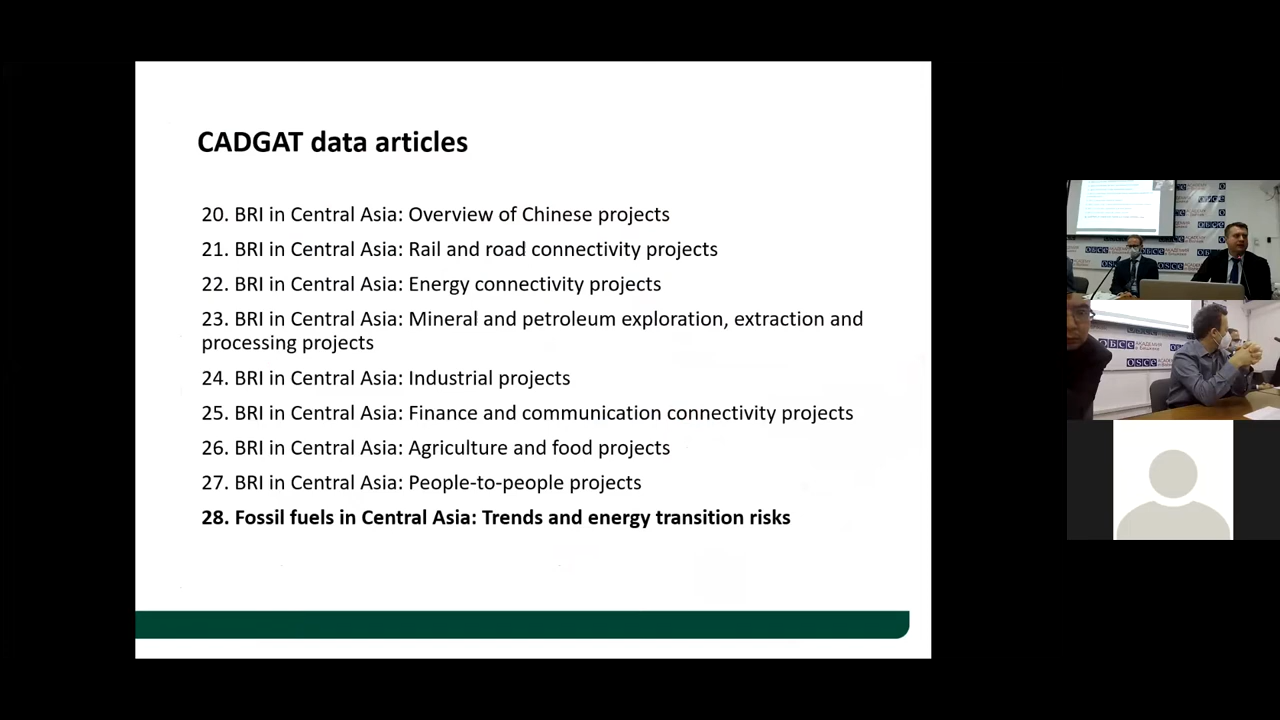 CADGAT data articles
20. BRI in Central Asia: Overview of Chinese projects
21. BRI in Central Asia: Rail and road connectivity projects
22. BRI in Central Asia: Energy connectivity projects
23. BRI in Central Asia: Mineral and petroleum exploration, extraction and
processing projects
24. BRI in Central Asia: Industrial projects
25. BRI in Central Asia: Finance and communication connectivity projects
26. BRI in Central Asia: Agriculture and food projects
27. BRI in Central Asia: People-to-people projects
28. Fossil fuels in Central Asia: Trends and energy transition risks
osce
обсе АКАДЕМИЯ
osce